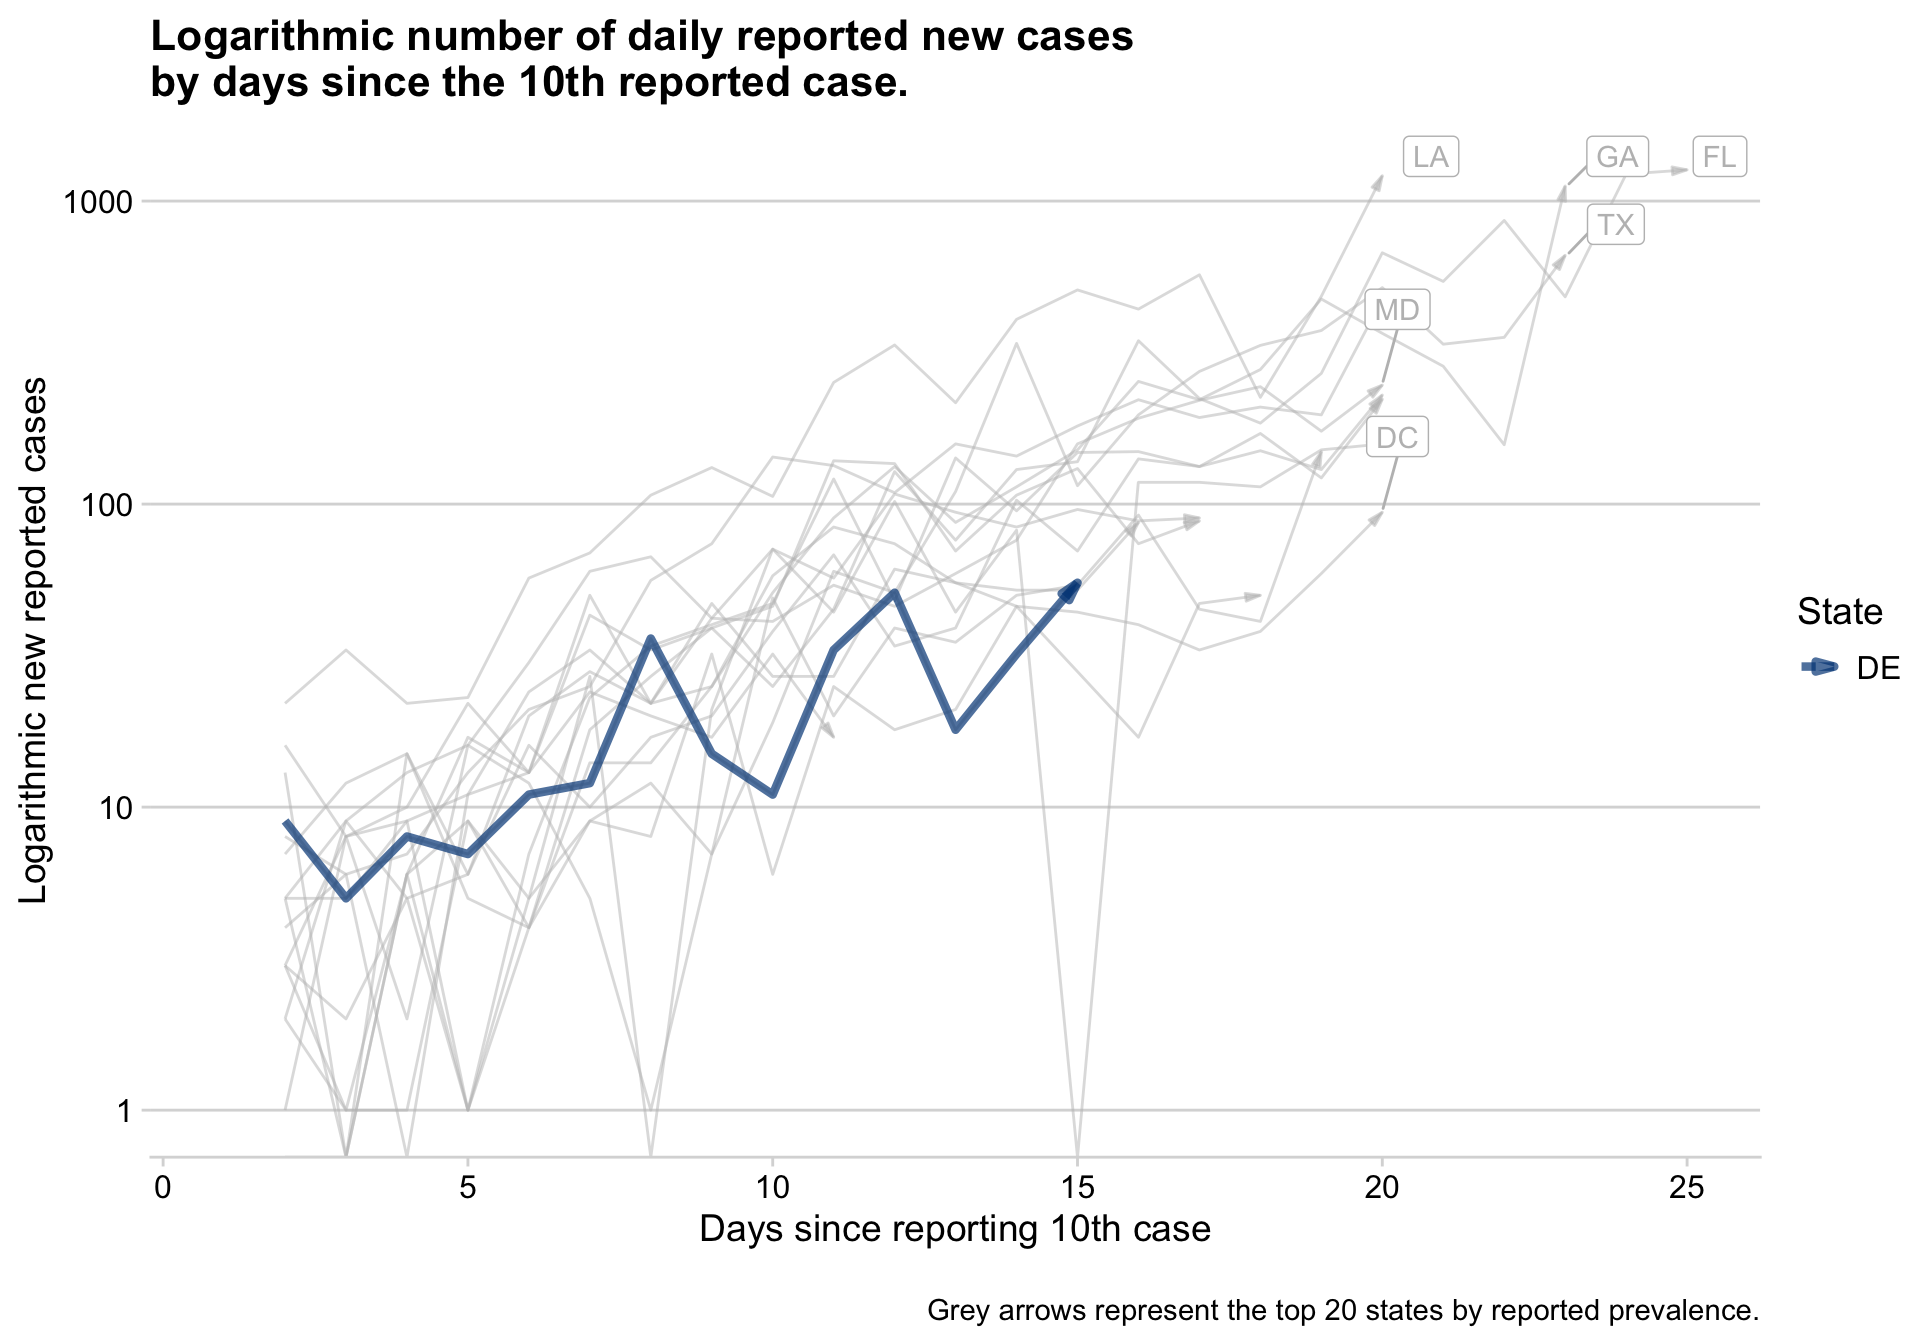 Logarithmic number of daily reported new cases
by days since the 10th reported case.
LA
GA
FL
TX
MD
DC
1000
100
10
1
Logarithmic new reported cases
0
5
10
15
20
25
Days since reporting 10th case
State
DE
Grey arrows represent the top 20 states by reported prevalence.